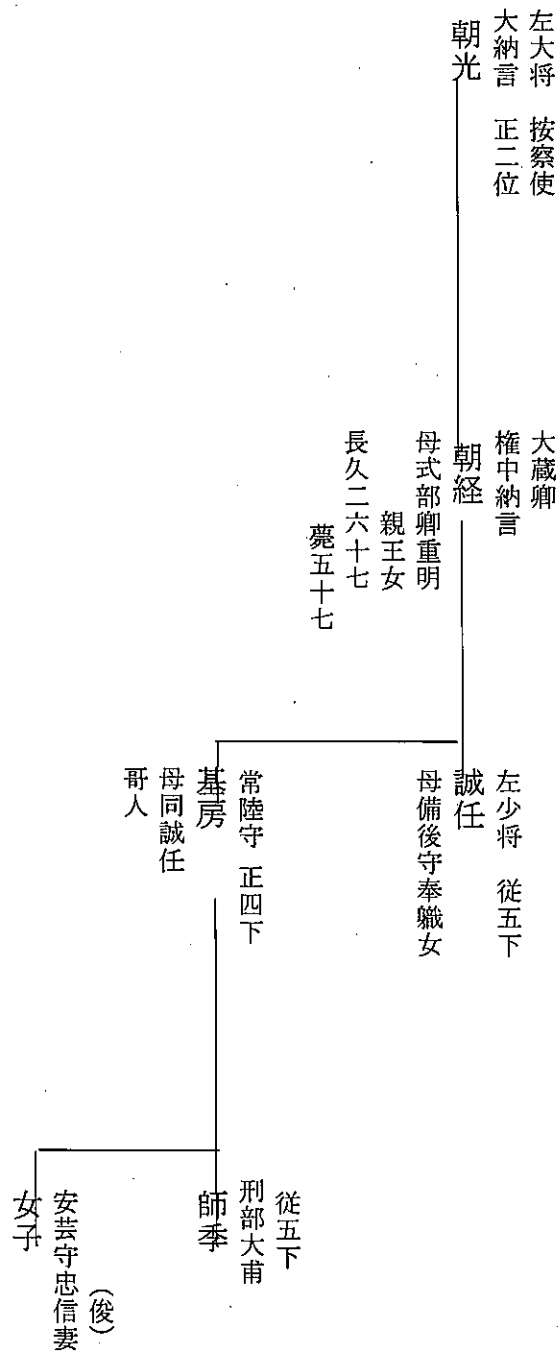 左大将　按察使
大納言　正二位
朝光
大蔵卿
権中納言
朝経
母式部卿重明
親王女
長久二六十七
薨五十七
左少将　従五下
誠任
母備後守奉職女
常陸守　正四下
基房
母同誠任
哥人
従五下
刑部大甫
師季
(俊)
安芸守忠信妻
女子